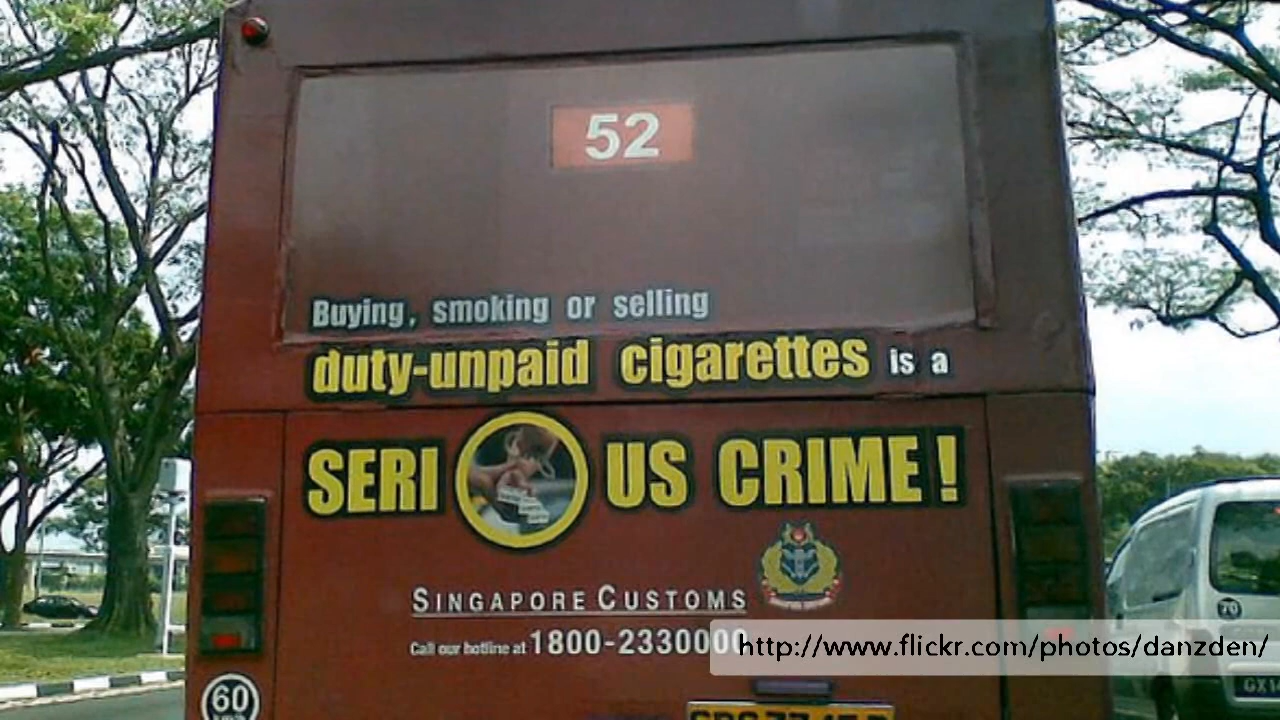 52
Buying, smoking or selling
duty-unpaid cigarettes is a
SERI US CRIME!
SINGAPORE CUSTOMS
Call our hotline at 1800-2330000
http://www.flickr.com/photos/danzden/
70
60
km/h